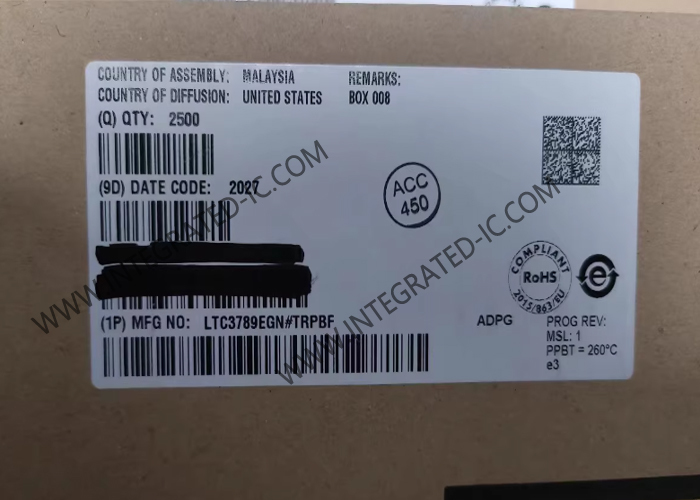 COUNTRY OF ASSEMBLY: MALAYSIA REMARKS:
COUNTRY OF DIFFUSION: UNITED STATES BOX 008
(Q) QTY: 2500
(9D) DATE CODE: 2027
ACC
450
COMPLIANT
RoHS
2015/863/EU
e
(1P) MFG NO: LTC3789EGN#TRPBF
ADPG
PROG REV:
MSL: 1
PPBT = 260°C
e3
WWW.INTEGRATED-IC.COM
WWW.INTEGRATED-IC.COM